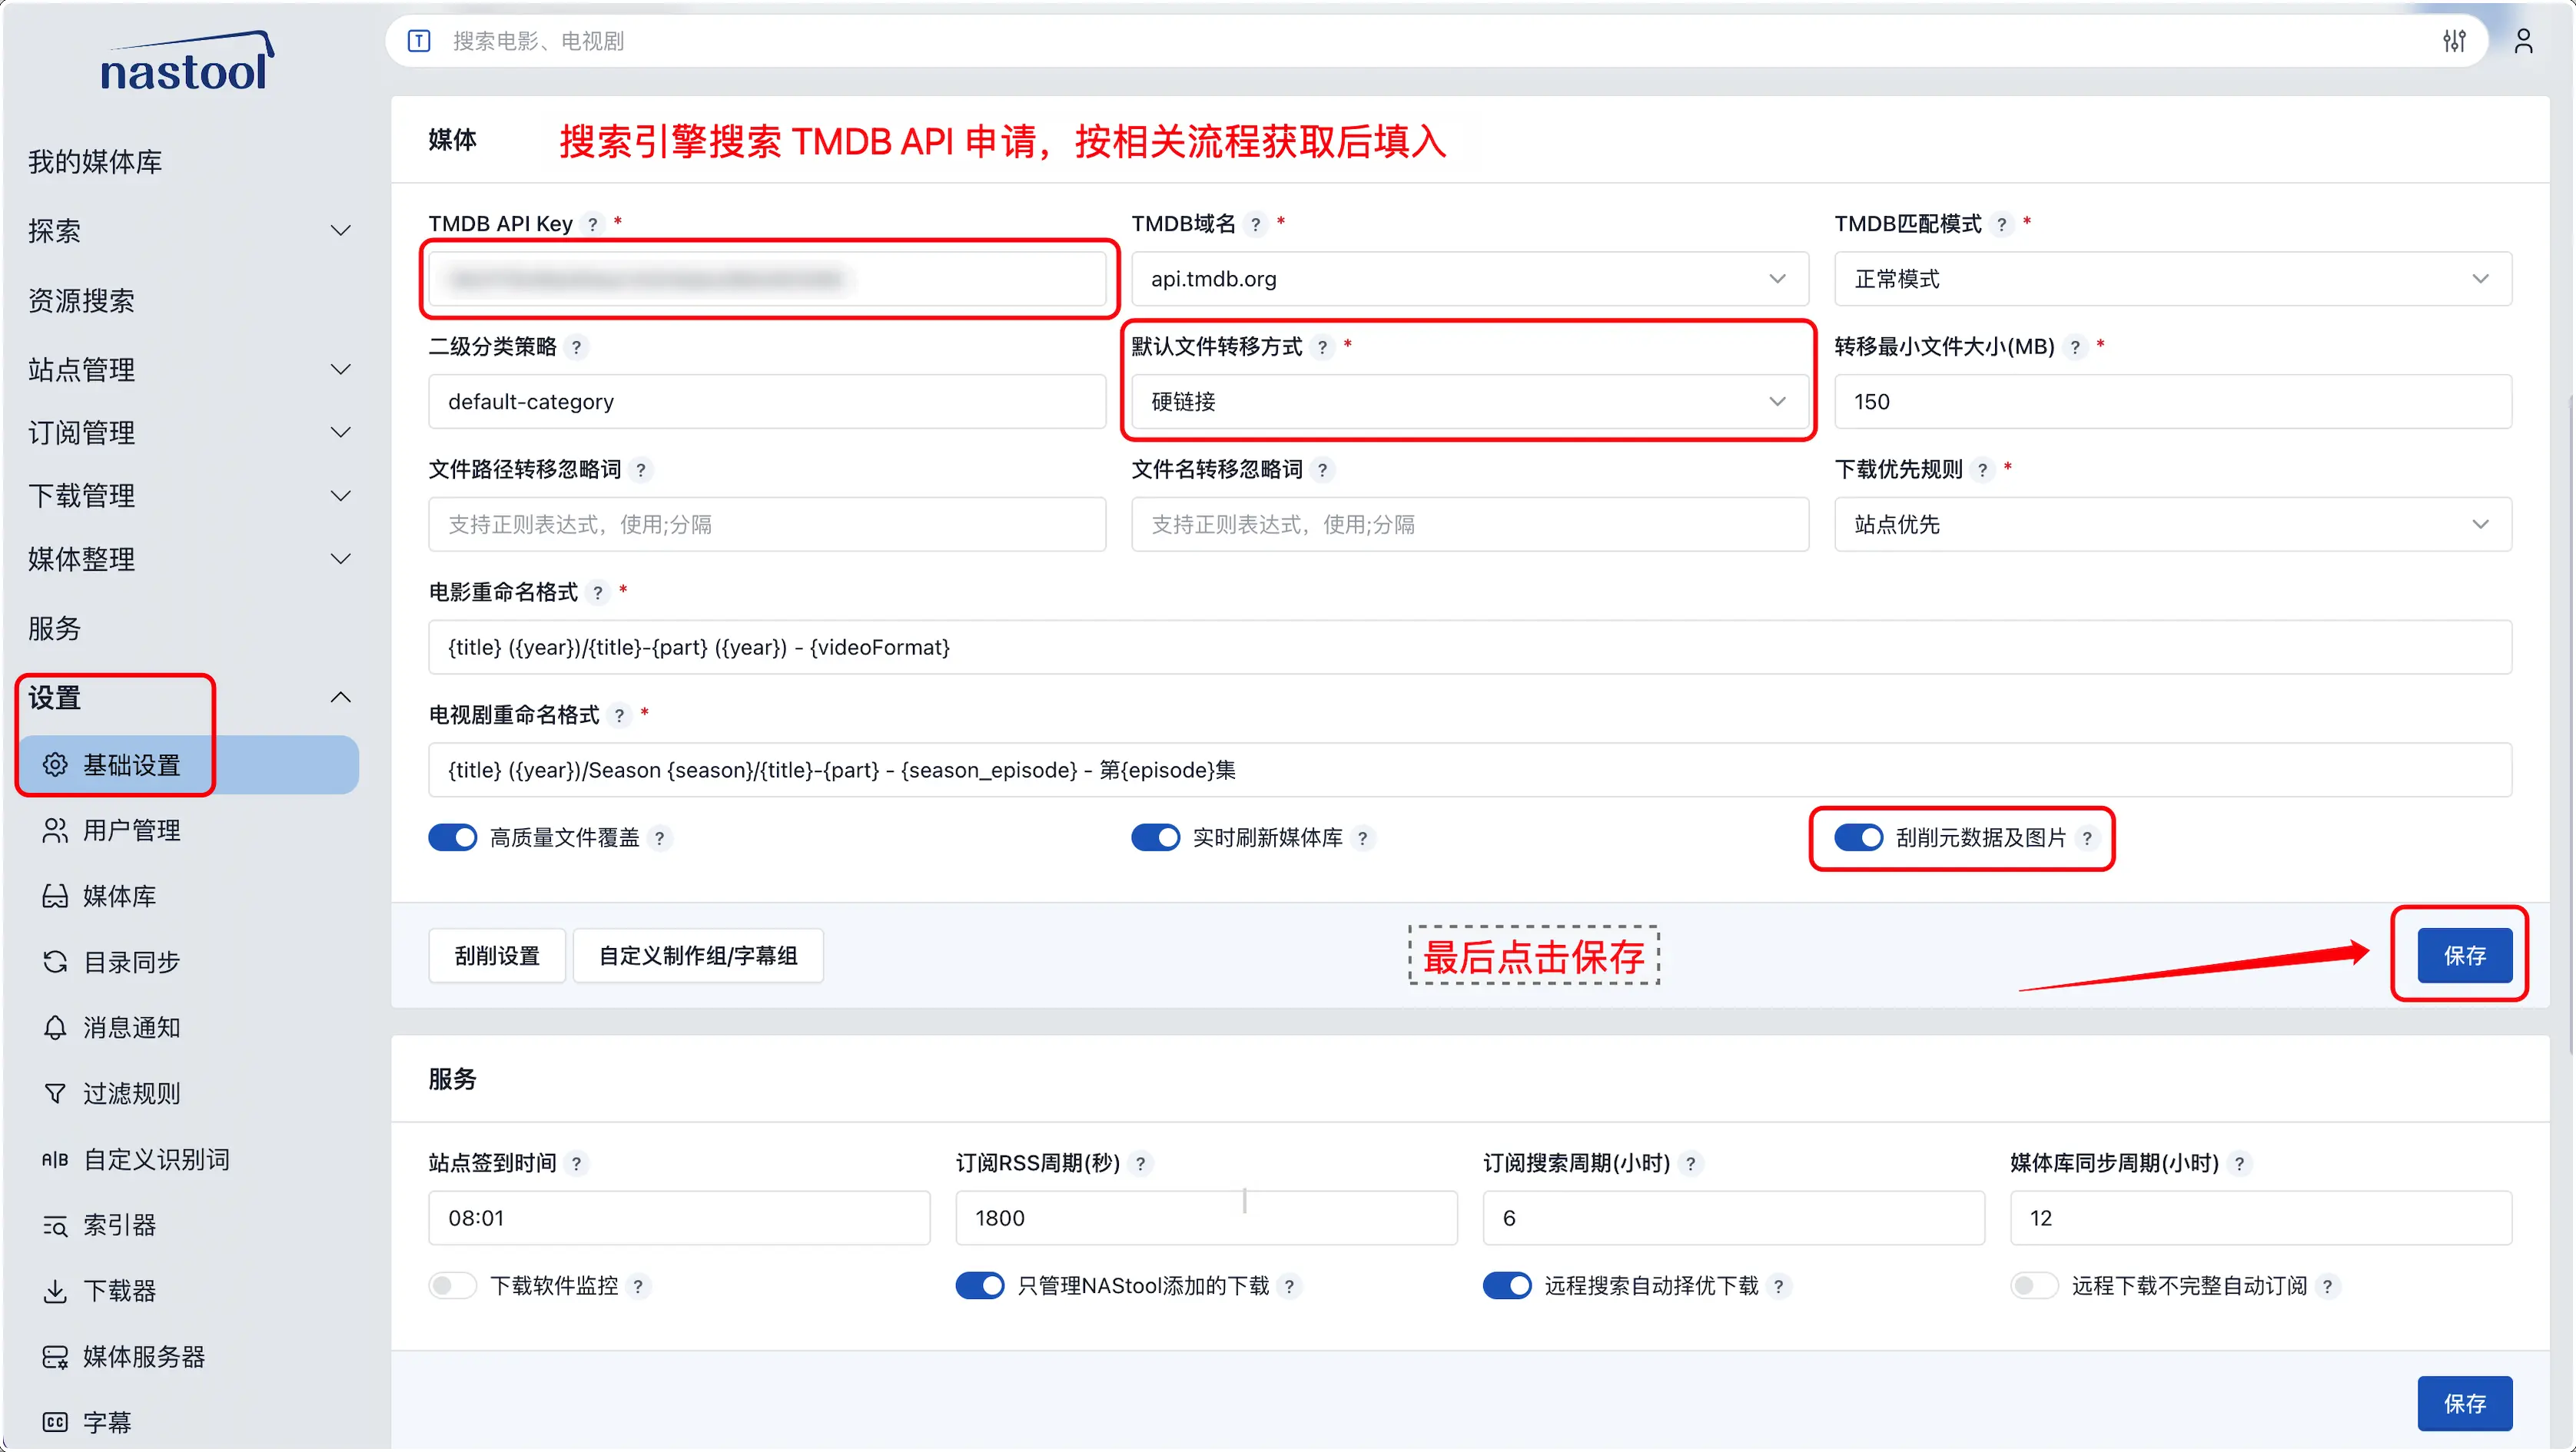 nastool
搜索电影、电视剧
我的媒体库
探索
资源搜索
站点管理
订阅管理
下载管理
媒体整理
服务
设置
基础设置
用户管理
媒体库
目录同步
消息通知
过滤规则
A|B 自定义识别词
索引器
下载器
媒体服务器
字幕
媒体 搜索引擎搜索 TMDB API 申请，按相关流程获取后填入
TMDB API Key ? * TMDB域名 ? * TMDB匹配模式 ? *
api.tmdb.org 正常模式
二级分类策略 ? 默认文件转移方式 ? * 转移最小文件大小(MB) ? *
default-category 硬链接 150
文件路径转移忽略词 ? 文件名转移忽略词 ? 下载优先规则 ? *
支持正则表达式，使用;分隔 支持正则表达式，使用;分隔 站点优先
电影重命名格式 ? *
{title} ({year})/{title}-{part} ({year}) - {videoFormat}
电视剧重命名格式 ? *
{title} ({year})/Season {season}/{title}-{part} - {season_episode} - 第{episode}集
高质量文件覆盖 ? 实时刷新媒体库 ? 刮削元数据及图片 ?
刮削设置 自定义制作组/字幕组 最后点击保存 保存
服务
站点签到时间 ? 订阅RSS周期(秒) ? 订阅搜索周期(小时) ? 媒体库同步周期(小时) ?
08:01 1800 6 12
下载软件监控 ? 只管理NAStool添加的下载 ? 远程搜索自动择优下载 ? 远程下载不完整自动订阅 ?
保存